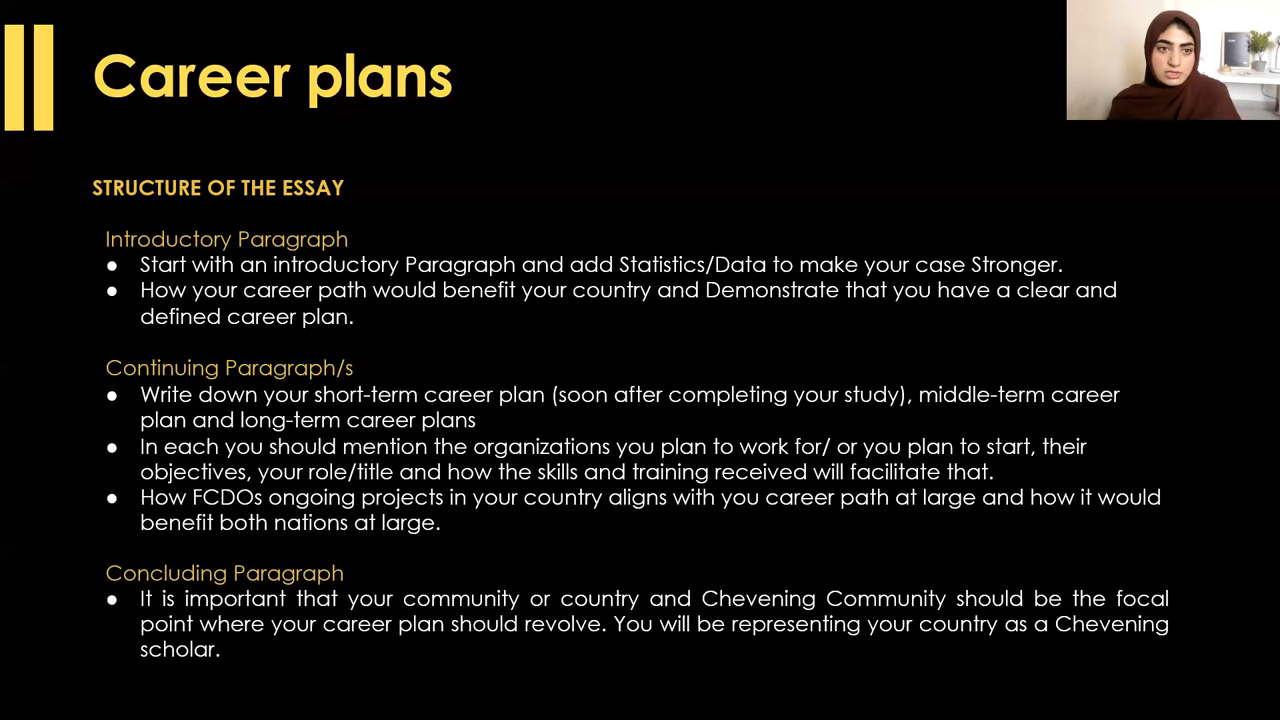 Career plans
STRUCTURE OF THE ESSAY
Introductory Paragraph
● Start with an introductory Paragraph and add Statistics/Data to make your case Stronger.
● How your career path would benefit your country and Demonstrate that you have a clear and
defined career plan.
Continuing Paragraph/s
● Write down your short-term career plan (soon after completing your study), middle-term career
plan and long-term career plans
● In each you should mention the organizations you plan to work for/ or you plan to start, their
objectives, your role/title and how the skills and training received will facilitate that.
● How FCDOs ongoing projects in your country aligns with you career path at large and how it would
benefit both nations at large.
Concluding Paragraph
● It is important that your community or country and Chevening Community should be the focal
point where your career plan should revolve. You will be representing your country as a Chevening
scholar.